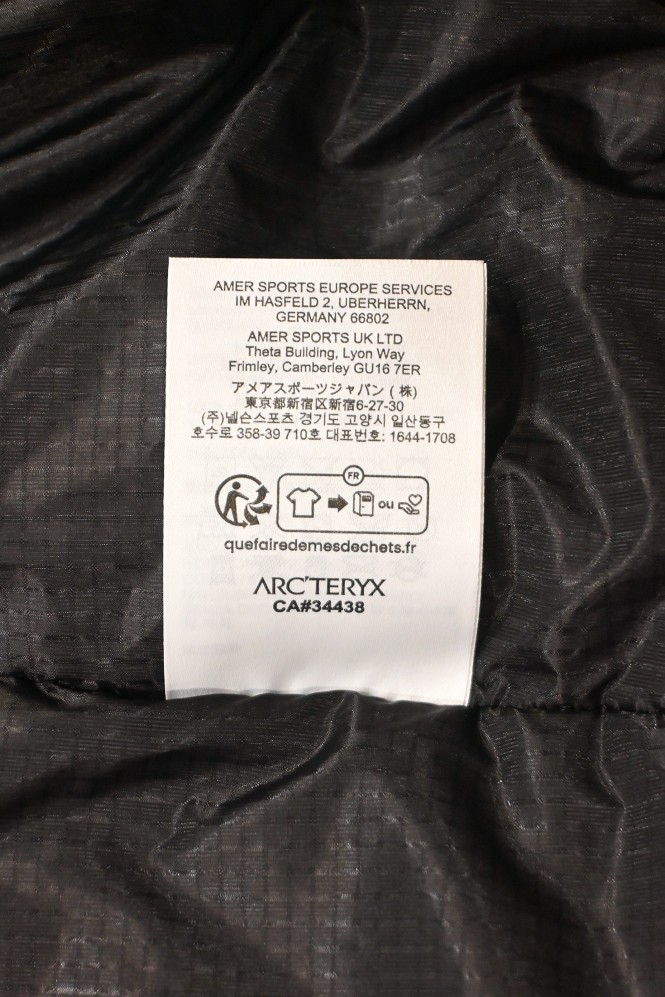 AMER SPORTS EUROPE SERVICES
IM HASFELD 2, UBERHERRN,
GERMANY 66802
AMER SPORTS UK LTD
Theta Building, Lyon Way
Frimley, Camberley GU16 7ER
アメアスポーツジャパン (株)
東京都新宿区新宿6-27-30
(주)넬슨스포츠 경기도 고양시 일산동구
호수로 358-39 710호 대표번호: 1644-1708
FR
ou
quefairedemesdechets.fr
ARC'TERYX
CA#34438